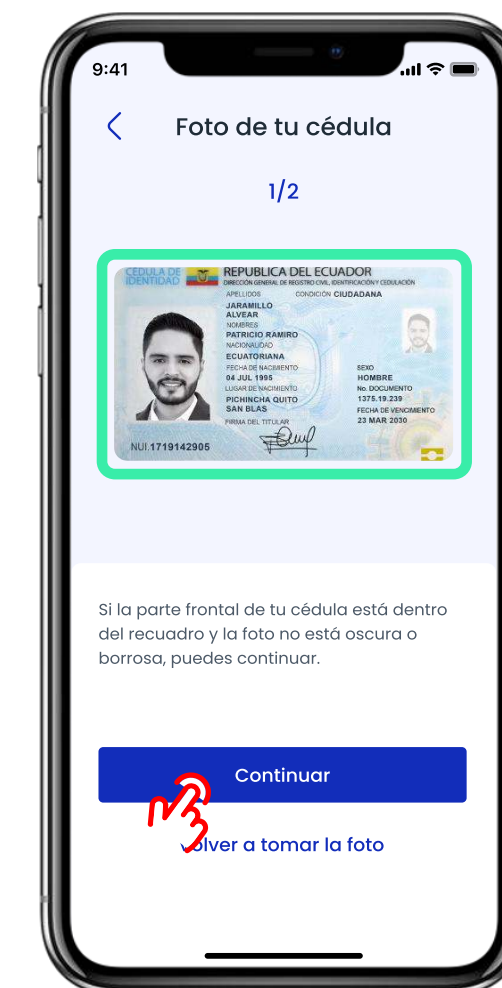 9:41
Foto de tu cédula
1/2
CÉDULA DE IDENTIDAD
REPÚBLICA DEL ECUADOR
DIRECCIÓN GENERAL DE REGISTRO CIVIL, IDENTIFICACIÓN Y CEDULACIÓN
APELLIDOS CONDICIÓN CIUDADANA
JARAMILLO
ALVEAR
NOMBRES
PATRICIO RAMIRO
NACIONALIDAD
ECUATORIANA
FECHA DE NACIMIENTO
04 JUL 1995
LUGAR DE NACIMIENTO
PICHINCHA QUITO
SAN BLAS
FIRMA DEL TITULAR
SEXO
HOMBRE
No. DOCUMENTO
1375.19.239
FECHA DE VENCIMIENTO
23 MAR 2030
NUI.1719142905
Si la parte frontal de tu cédula está dentro
del recuadro y la foto no está oscura o
borrosa, puedes continuar.
Continuar
Volver a tomar la foto